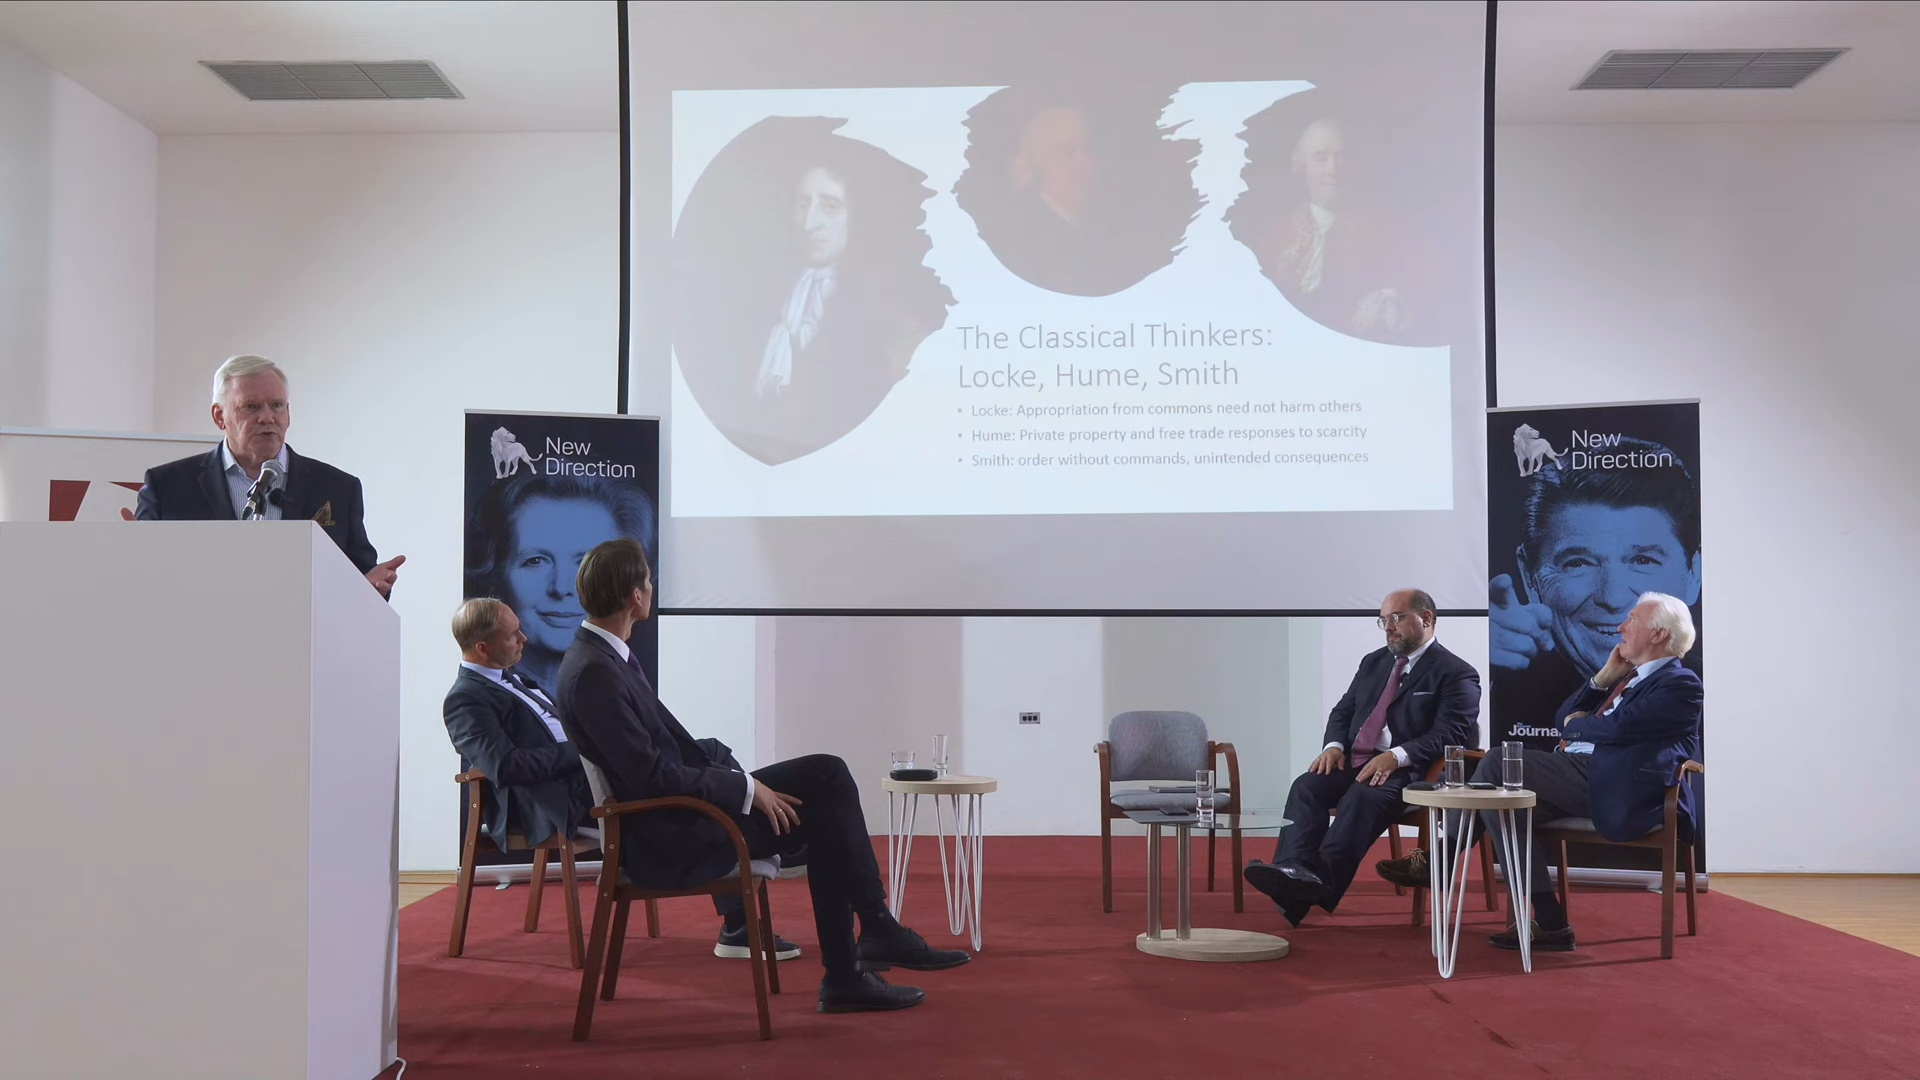 The Classical Thinkers:
Locke, Hume, Smith
• Locke: Appropriation from commons need not harm others
• Hume: Private property and free trade responses to scarcity
• Smith: order without commands, unintended consequences
New
Direction
New
Direction